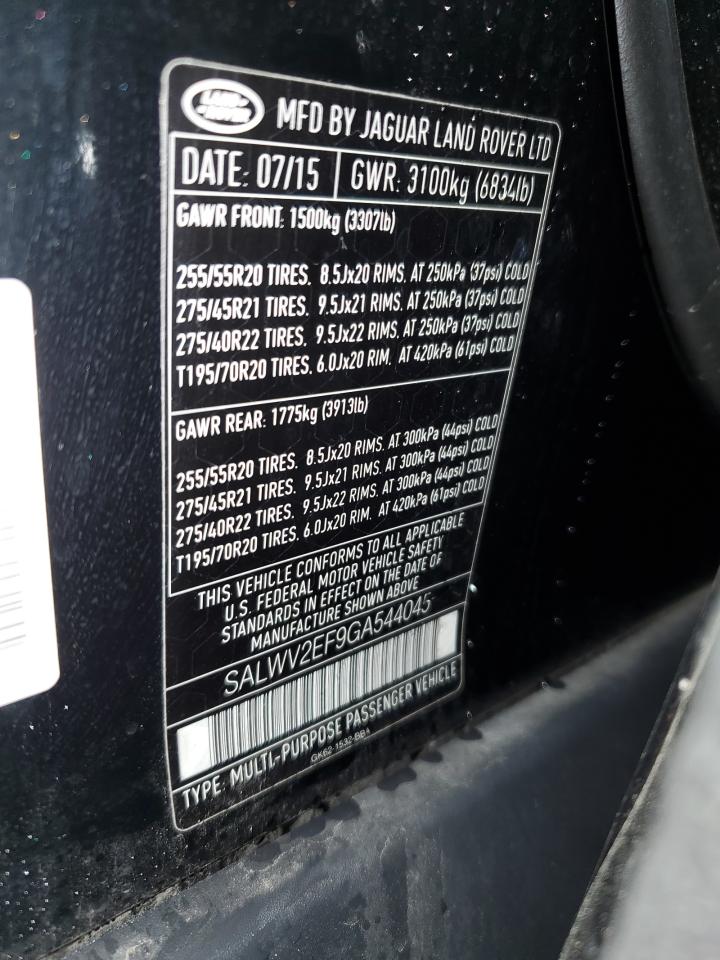 LAND ROVER
MFD BY JAGUAR LAND ROVER LTD
DATE: 07/15 GWR: 3100kg (6834lb)
GAWR FRONT: 1500kg (3307lb)
255/55R20 TIRES. 8.5Jx20 RIMS. AT 250kPa (37psi) COLD
275/45R21 TIRES. 9.5Jx21 RIMS. AT 250kPa (37psi) COLD
275/40R22 TIRES. 9.5Jx22 RIMS. AT 250kPa (37psi) COLD
T195/70R20 TIRES. 6.0Jx20 RIM. AT 420kPa (61psi) COLD
GAWR REAR: 1775kg (3913lb)
255/55R20 TIRES. 8.5Jx20 RIMS. AT 300kPa (44psi) COLD
275/45R21 TIRES. 9.5Jx21 RIMS. AT 300kPa (44psi) COLD
275/40R22 TIRES. 9.5Jx22 RIMS. AT 300kPa (44psi) COLD
T195/70R20 TIRES. 6.0Jx20 RIM. AT 420kPa (61psi) COLD
THIS VEHICLE CONFORMS TO ALL APPLICABLE
U.S. FEDERAL MOTOR VEHICLE SAFETY
STANDARDS IN EFFECT ON THE DATE OF
MANUFACTURE SHOWN ABOVE
SALWV2EF9GA544045
TYPE: MULTI-PURPOSE PASSENGER VEHICLE
GK62-1532-BB4